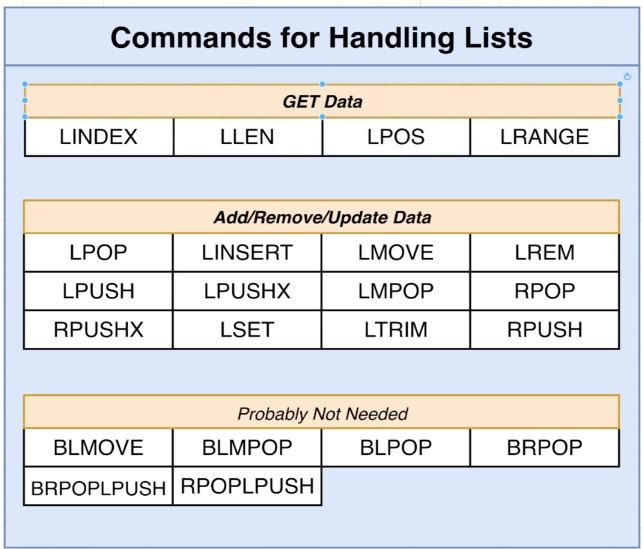 Commands for Handling Lists
GET Data
LINDEX LLEN LPOS LRANGE
Add/Remove/Update Data
LPOP LINSERT LMOVE LREM
LPUSH LPUSHX LMPOP RPOP
RPUSHX LSET LTRIM RPUSH
Probably Not Needed
BLMOVE BLMPOP BLPOP BRPOP
BRPOPLPUSH RPOPLPUSH